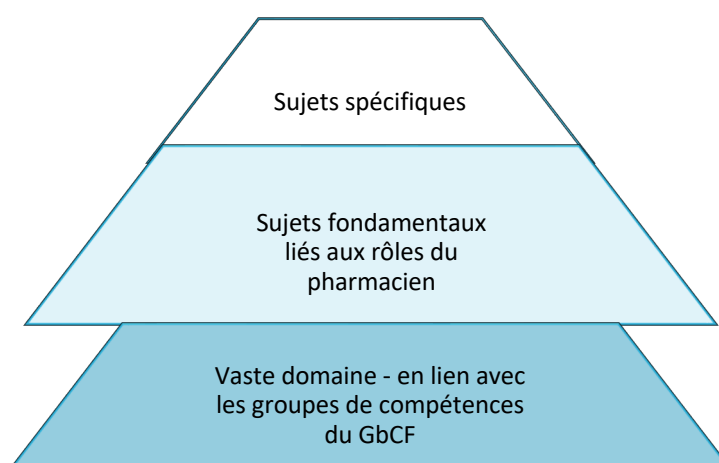 Sujets spécifiques
Sujets fondamentaux
liés aux rôles du
pharmacien
Vaste domaine - en lien avec
les groupes de compétences
du GbCF